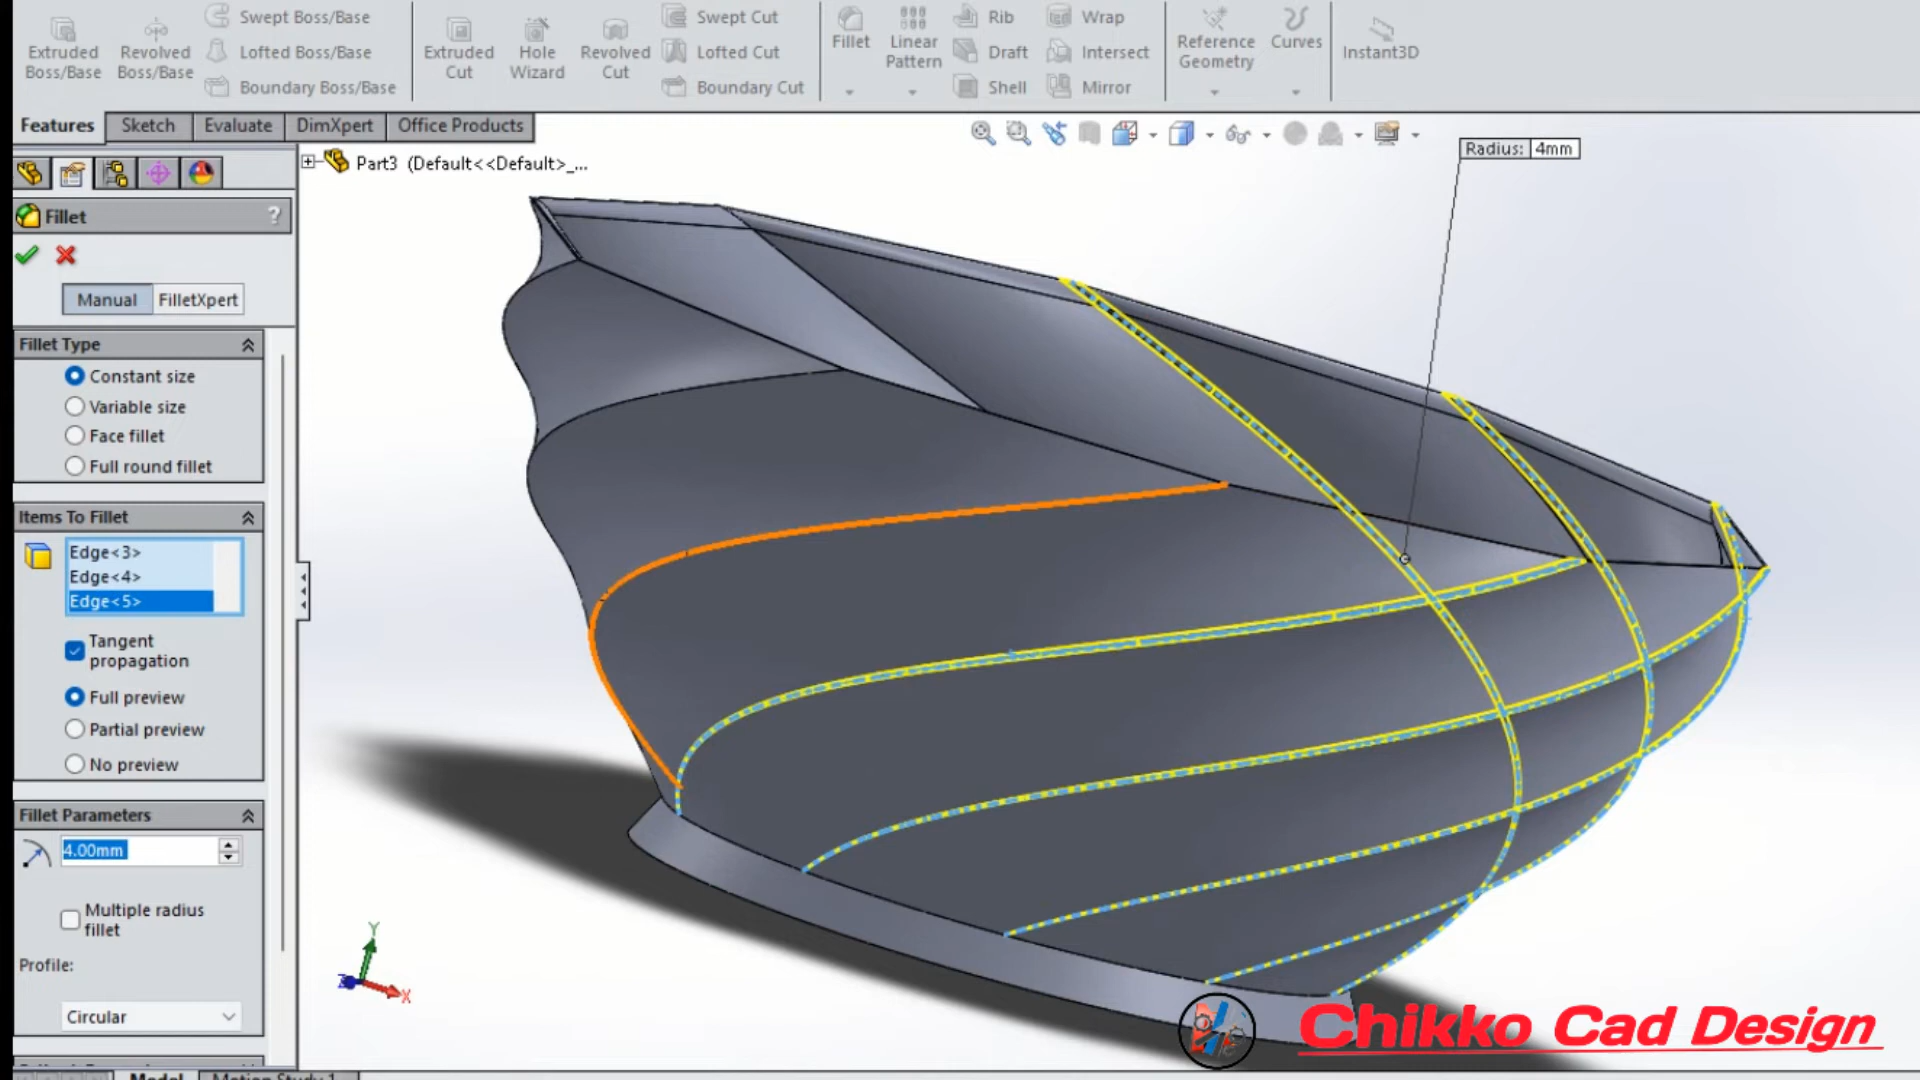 Extruded Boss/Base
Revolved Boss/Base
Swept Boss/Base
Lofted Boss/Base
Boundary Boss/Base
Extruded Cut
Hole Wizard
Revolved Cut
Swept Cut
Lofted Cut
Boundary Cut
Fillet
Linear Pattern
Rib
Draft
Shell
Wrap
Intersect
Mirror
Reference Geometry
Curves
Instant3D
Features
Sketch
Evaluate
DimXpert
Office Products
Part3 (Default<<Default>_...
Radius: 4mm
Fillet
?
Manual
FilletXpert
Fillet Type
Constant size
Variable size
Face fillet
Full round fillet
Items To Fillet
Edge<3>
Edge<4>
Edge<5>
Tangent
propagation
Full preview
Partial preview
No preview
Fillet Parameters
4.00mm
Multiple radius
fillet
Profile:
Circular
Y
Z
X
Model
Motion Study 1
Chikko Cad Design